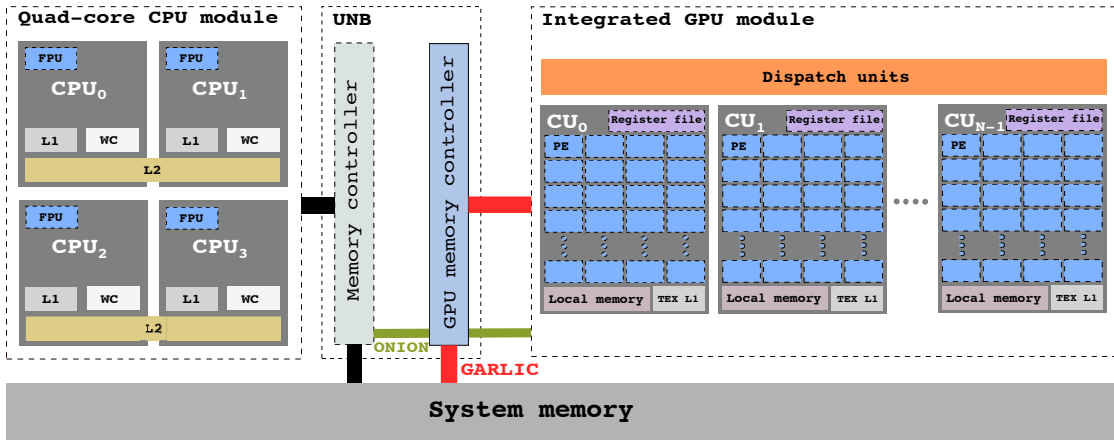 Quad-core CPU module
FPU
CPU0
L1
WC
FPU
CPU1
L1
WC
L2
FPU
CPU2
L1
WC
FPU
CPU3
L1
WC
L2
UNB
Memory controller
GPU memory controller
ONION
GARLIC
Integrated GPU module
Dispatch units
CU0
Register file
PE
Local memory
TEX L1
CU1
Register file
PE
Local memory
TEX L1
CUN-1
Register file
PE
Local memory
TEX L1
System memory